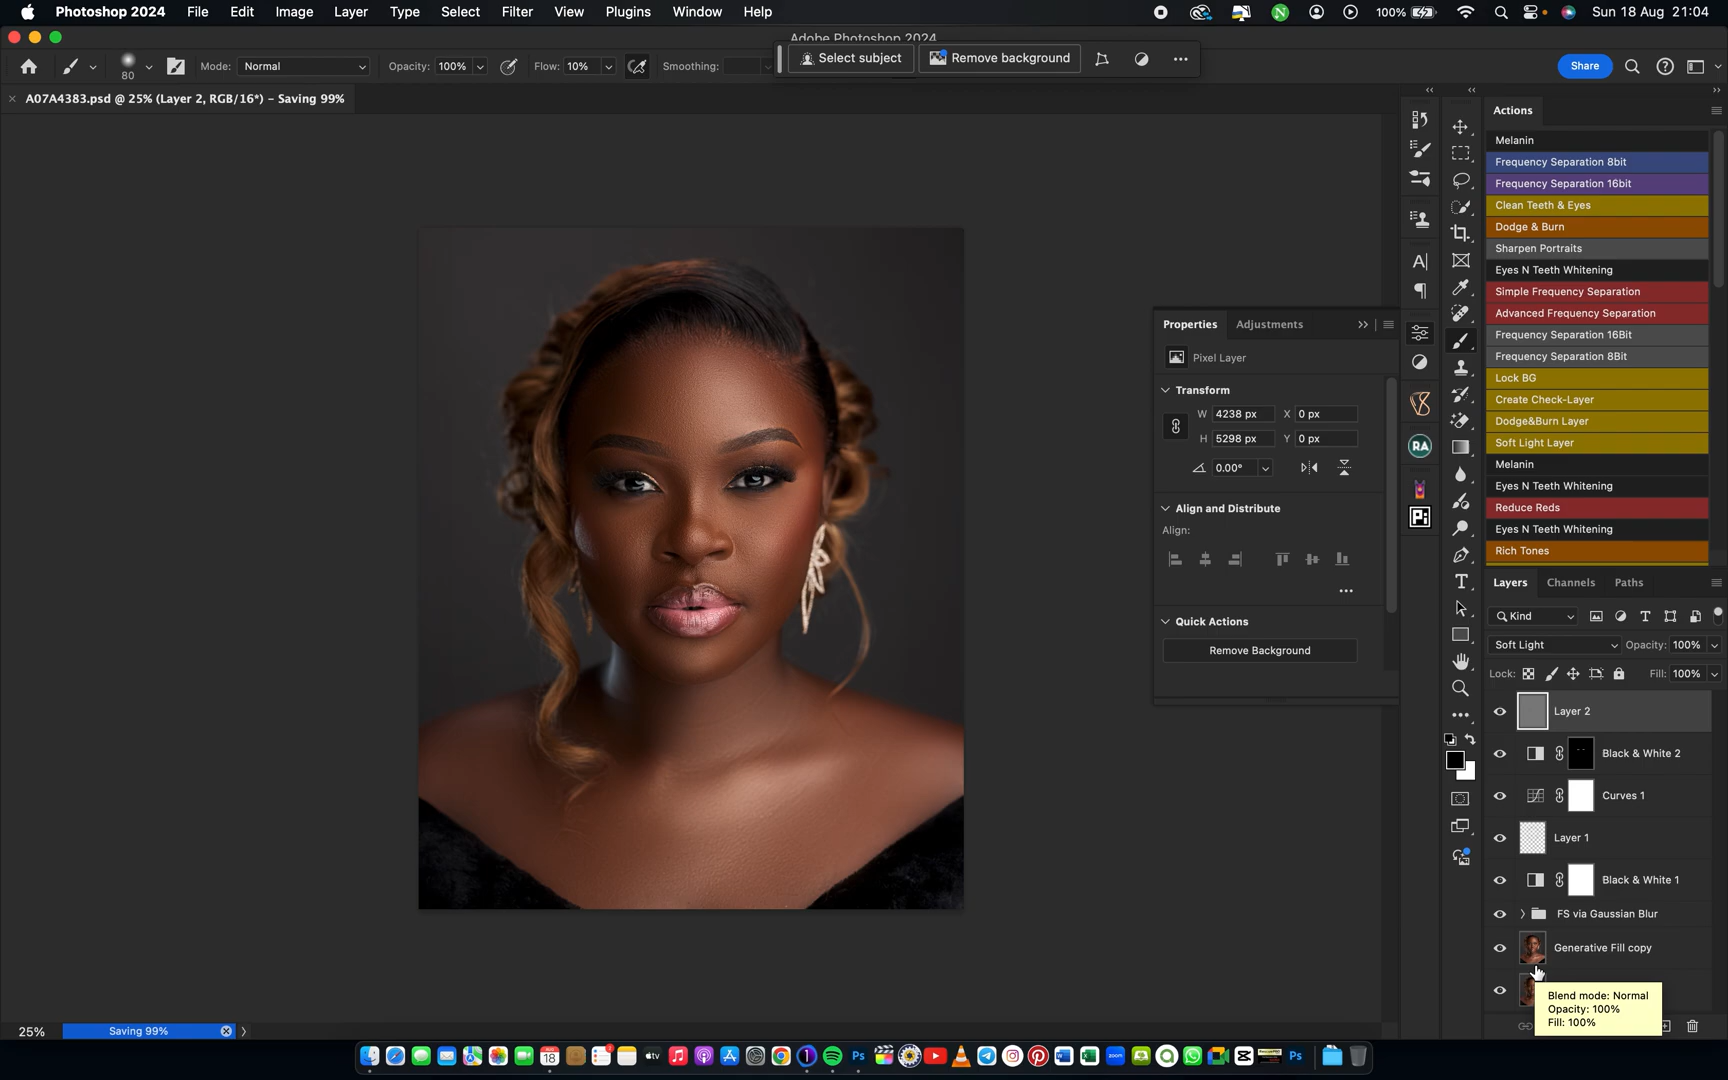 Photoshop 2024 File Edit Image Layer Type Select Filter View Plugins Window Help 100% Sun 18 Aug 21:04
Adobe Photoshop 2024
80 Mode: Normal Opacity: 100% Flow: 10% Smoothing: Select subject Remove background Share
A07A4383.psd @ 25% (Layer 2, RGB/16*) – Saving 99%
Actions
Melanin
Frequency Separation 8bit
Frequency Separation 16bit
Clean Teeth & Eyes
Dodge & Burn
Sharpen Portraits
Eyes N Teeth Whitening
Simple Frequency Separation
Advanced Frequency Separation
Frequency Separation 16Bit
Frequency Separation 8Bit
Lock BG
Create Check-Layer
Dodge&Burn Layer
Soft Light Layer
Melanin
Eyes N Teeth Whitening
Reduce Reds
Eyes N Teeth Whitening
Rich Tones
Properties Adjustments
Pixel Layer
Transform
W 4238 px X 0 px
H 5298 px Y 0 px
0.00°
Align and Distribute
Align:
Quick Actions
Remove Background
RA
Pi
Layers Channels Paths
Kind
Soft Light Opacity: 100%
Lock: Fill: 100%
Layer 2
Black & White 2
Curves 1
Layer 1
Black & White 1
FS via Gaussian Blur
Generative Fill copy
Blend mode: Normal
Opacity: 100%
Fill: 100%
25% Saving 99%
AUG
18
tv
zoom
Ps
Ps